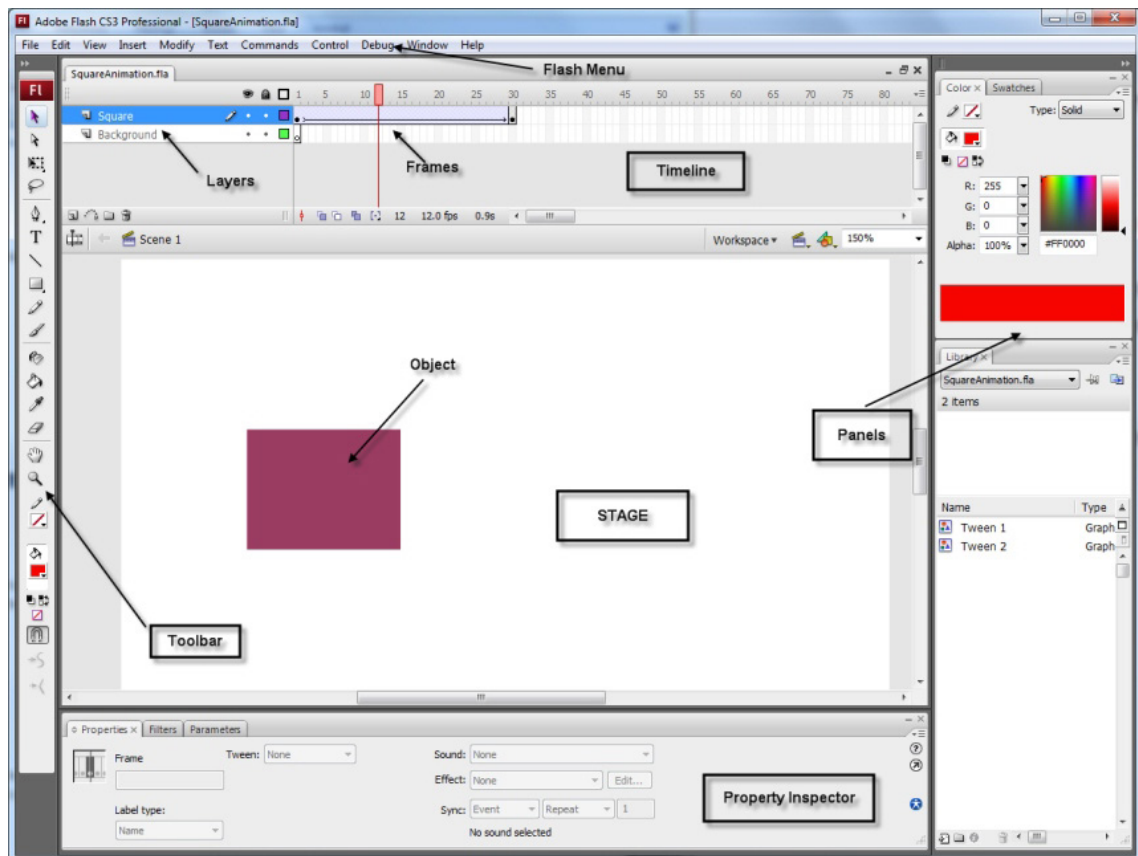 Adobe Flash CS3 Professional - [SquareAnimation.fla]
File Edit View Insert Modify Text Commands Control Debug Window Help
Flash Menu
SquareAnimation.fla
1 5 10 15 20 25 30 35 40 45 50 55 60 65 70 75 80
Square
Background
Layers
Frames
Timeline
12 12.0 fps 0.9s
Scene 1
Workspace
150%
Fl
T
Object
STAGE
Toolbar
Panels
Color Swatches
Type: Solid
R: 255
G: 0
B: 0
Alpha: 100%
#FF0000
Library
SquareAnimation.fla
2 items
Name Type
Tween 1 Graph
Tween 2 Graph
Properties Filters Parameters
Frame
Tween: None
Sound: None
Effect: None Edit...
Label type:
Name
Sync: Event Repeat 1
No sound selected
Property Inspector